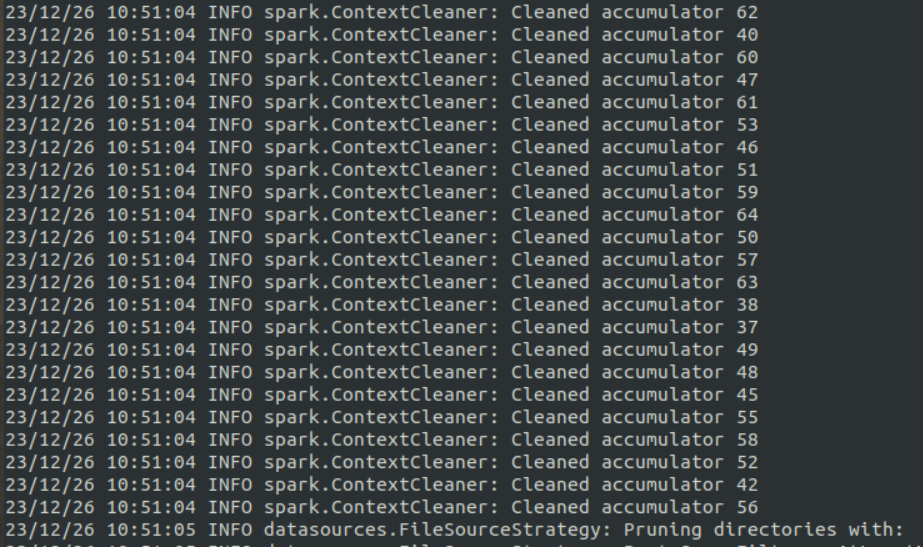 23/12/26 10:51:04 INFO spark.ContextCleaner: Cleaned accumulator 62
23/12/26 10:51:04 INFO spark.ContextCleaner: Cleaned accumulator 40
23/12/26 10:51:04 INFO spark.ContextCleaner: Cleaned accumulator 60
23/12/26 10:51:04 INFO spark.ContextCleaner: Cleaned accumulator 47
23/12/26 10:51:04 INFO spark.ContextCleaner: Cleaned accumulator 61
23/12/26 10:51:04 INFO spark.ContextCleaner: Cleaned accumulator 53
23/12/26 10:51:04 INFO spark.ContextCleaner: Cleaned accumulator 46
23/12/26 10:51:04 INFO spark.ContextCleaner: Cleaned accumulator 51
23/12/26 10:51:04 INFO spark.ContextCleaner: Cleaned accumulator 59
23/12/26 10:51:04 INFO spark.ContextCleaner: Cleaned accumulator 64
23/12/26 10:51:04 INFO spark.ContextCleaner: Cleaned accumulator 50
23/12/26 10:51:04 INFO spark.ContextCleaner: Cleaned accumulator 57
23/12/26 10:51:04 INFO spark.ContextCleaner: Cleaned accumulator 63
23/12/26 10:51:04 INFO spark.ContextCleaner: Cleaned accumulator 38
23/12/26 10:51:04 INFO spark.ContextCleaner: Cleaned accumulator 37
23/12/26 10:51:04 INFO spark.ContextCleaner: Cleaned accumulator 49
23/12/26 10:51:04 INFO spark.ContextCleaner: Cleaned accumulator 48
23/12/26 10:51:04 INFO spark.ContextCleaner: Cleaned accumulator 45
23/12/26 10:51:04 INFO spark.ContextCleaner: Cleaned accumulator 55
23/12/26 10:51:04 INFO spark.ContextCleaner: Cleaned accumulator 58
23/12/26 10:51:04 INFO spark.ContextCleaner: Cleaned accumulator 52
23/12/26 10:51:04 INFO spark.ContextCleaner: Cleaned accumulator 42
23/12/26 10:51:04 INFO spark.ContextCleaner: Cleaned accumulator 56
23/12/26 10:51:05 INFO datasources.FileSourceStrategy: Pruning directories with: